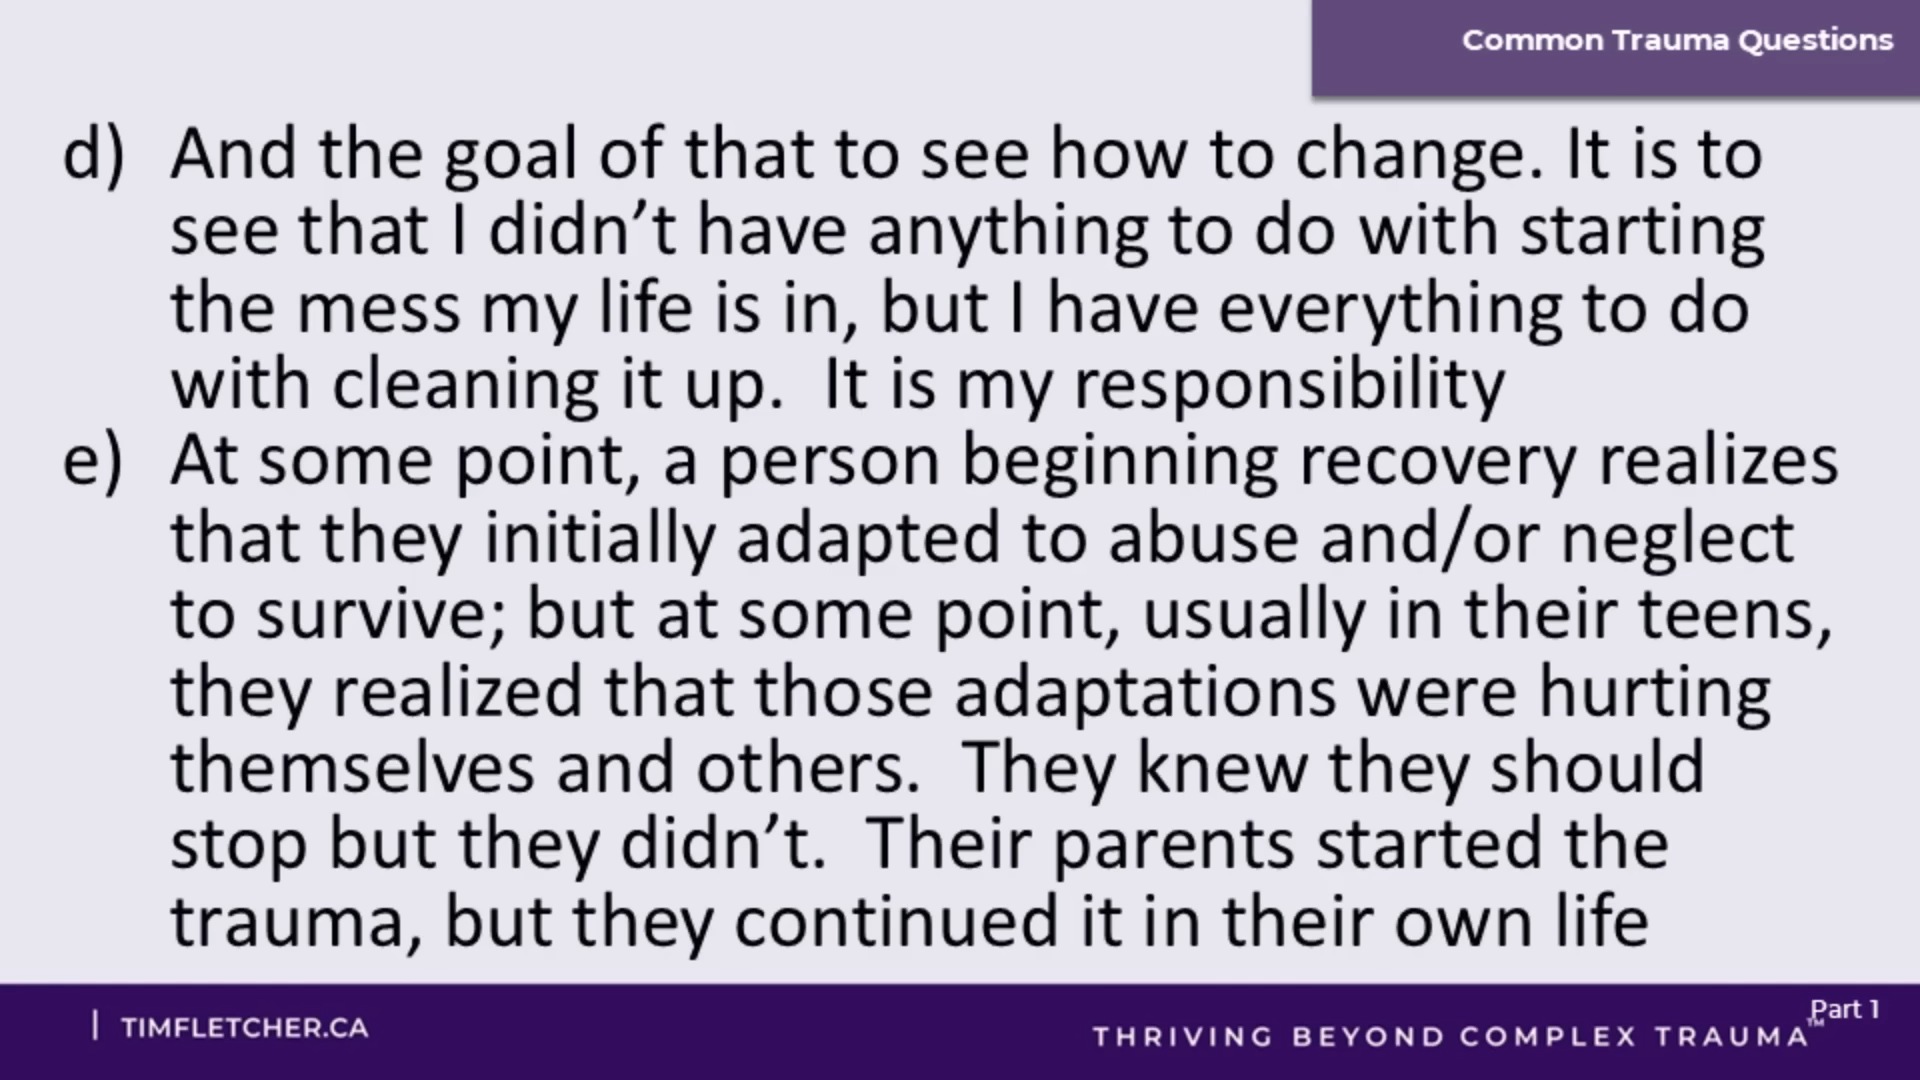 Common Trauma Questions
d) And the goal of that to see how to change. It is to
see that I didn’t have anything to do with starting
the mess my life is in, but I have everything to do
with cleaning it up.  It is my responsibility
e) At some point, a person beginning recovery realizes
that they initially adapted to abuse and/or neglect
to survive; but at some point, usually in their teens,
they realized that those adaptations were hurting
themselves and others.  They knew they should
stop but they didn’t.  Their parents started the
trauma, but they continued it in their own life
Part 1
| TIMFLETCHER.CA
THRIVING BEYOND COMPLEX TRAUMA™